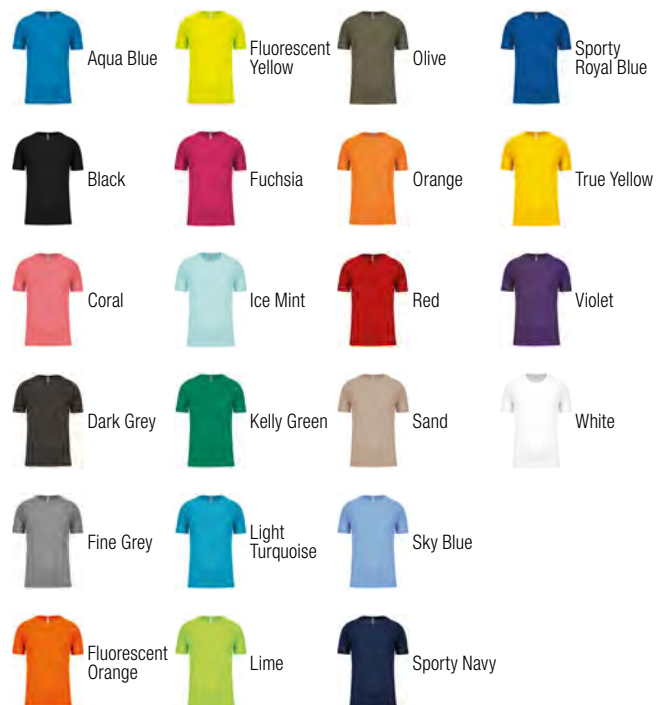 Aqua Blue
Black
Coral
Dark Grey
Fine Grey
Fluorescent
Orange
Fluorescent
Yellow
Fuchsia
Ice Mint
Kelly Green
Light
Turquoise
Lime
Olive
Orange
Red
Sand
Sky Blue
Sporty Navy
Sporty
Royal Blue
True Yellow
Violet
White